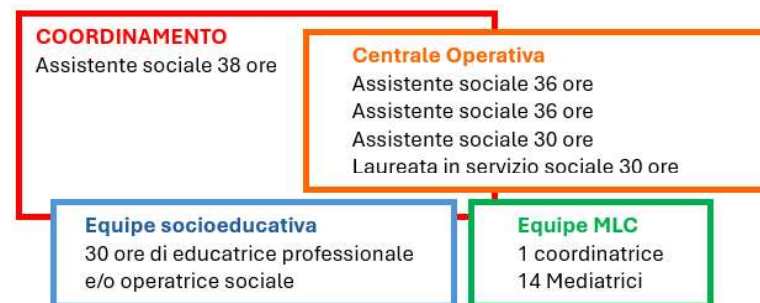 COORDINAMENTO
Assistente sociale 38 ore
Centrale Operativa
Assistente sociale 36 ore
Assistente sociale 36 ore
Assistente sociale 30 ore
Laureata in servizio sociale 30 ore
Equipe socioeducativa
30 ore di educatrice professionale
e/o operatrice sociale
Equipe MLC
1 coordinatrice
14 Mediatrici